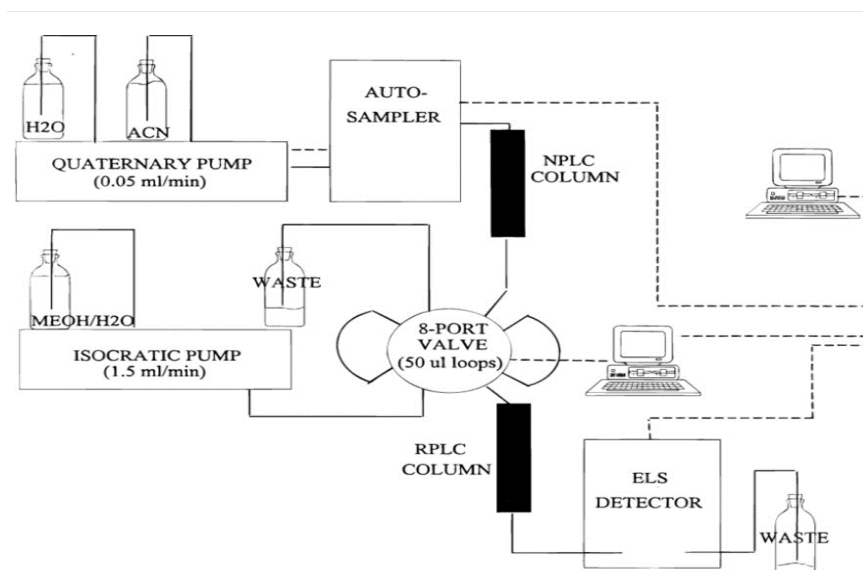 H2O
ACN
QUATERNARY PUMP
(0.05 ml/min)
AUTO-
SAMPLER
NPLC
COLUMN
MEOH/H2O
WASTE
ISOCRATIC PUMP
(1.5 ml/min)
8-PORT
VALVE
(50 ul loops)
RPLC
COLUMN
ELS
DETECTOR
WASTE